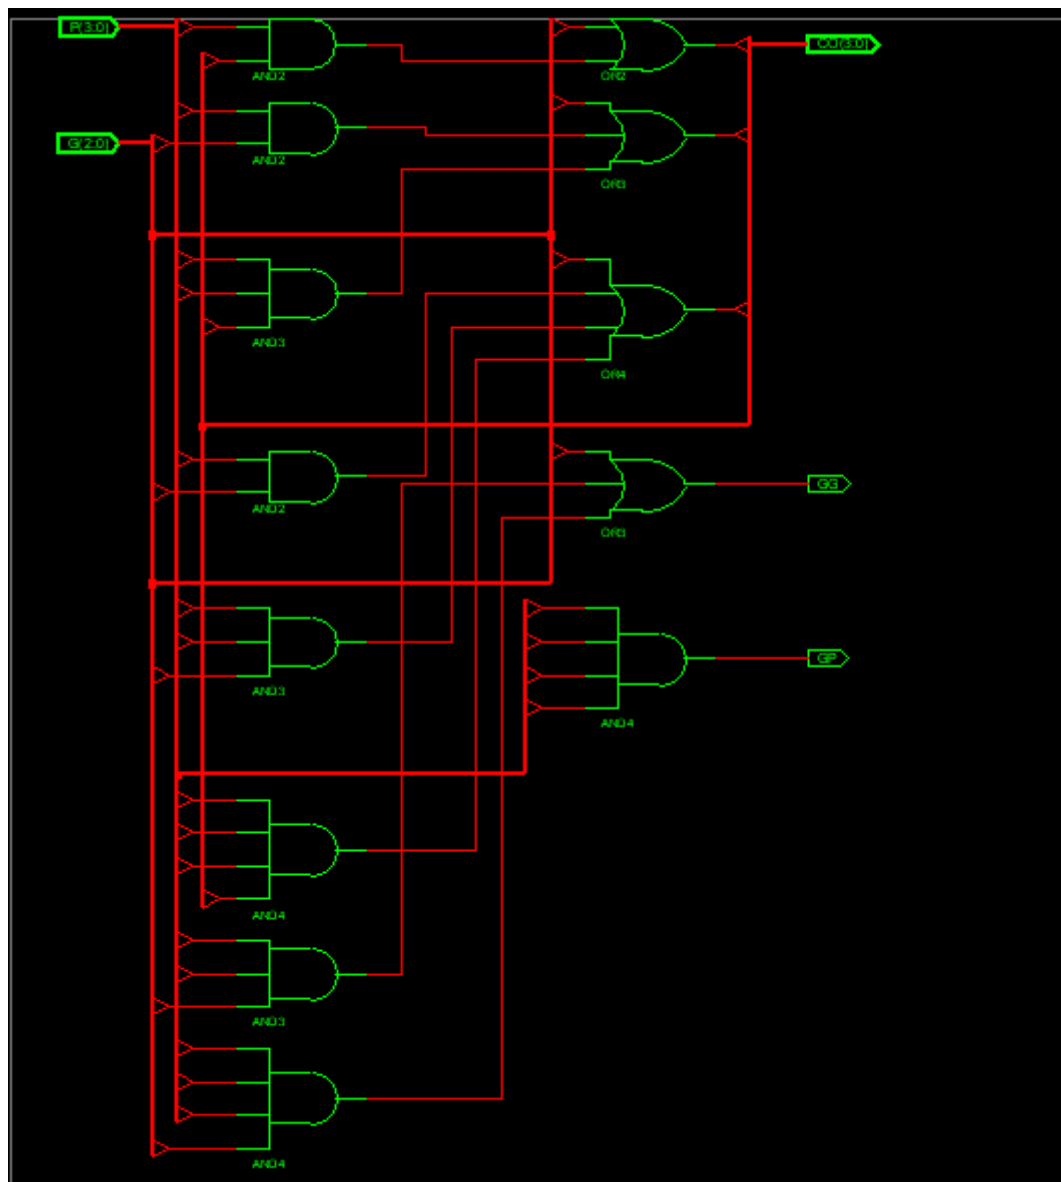 P(3:0)
CO(3:0)
AND2
OR2
G(2:0)
AND2
OR3
AND3
OR4
GG
AND2
OR3
GP
AND3
AND4
AND4
AND3
AND4